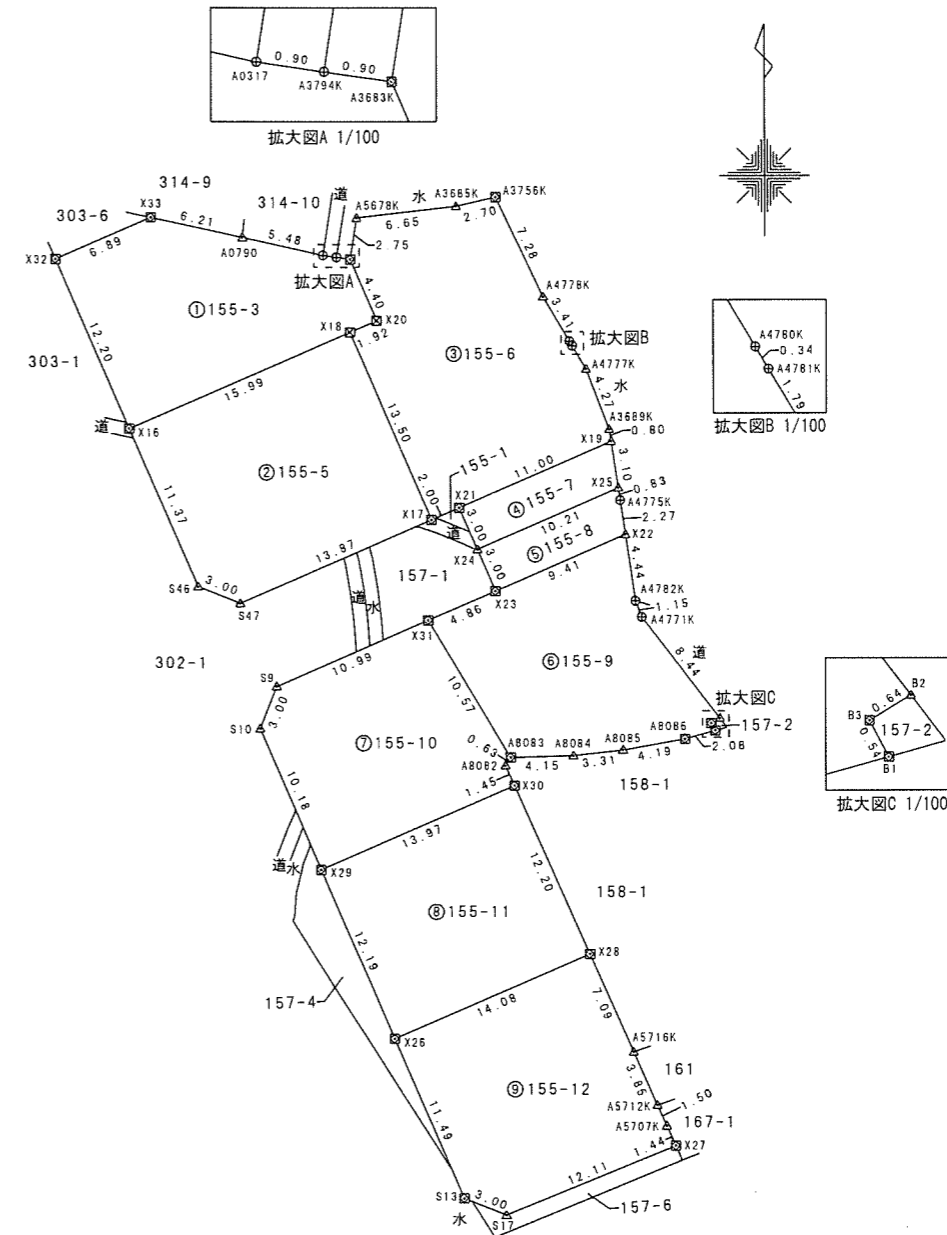 0.90
0.90
A0317
A3794K
A3683K
拡大図A 1/100
314-9
X33
303-6
6.21
314-10
道
A5678K
水
A3685K
A3756K
6.65
2.70
6.89
A0790
5.48
2.75
7.28
X32
拡大図A
4.40
A4778K
①155-3
X18
X20
1.92
3.41
拡大図B
12.20
③155-6
A4777K
A4760K
0.34
A4781K
1.79
拡大図B 1/100
303-1
15.99
4.27
水
道
X16
13.50
A3689K
0.80
X19
②155-5
155-1
11.00
3.10
2.00
X21
④155-7
X25
0.83
A4775K
X17
3.00
11.37
道
10.21
2.27
X24
⑤155-8
X22
13.87
3.00
157-1
9.41
4.44
S46
3.00
S47
道
水
X23
A4782K
1.15
X31
4.86
A4771K
302-1
10.99
⑥155-9
道
8.44
S9
3.00
10.57
拡大図C
B2
0.64
B3
157-2
0.54
B1
拡大図C 1/100
S10
⑦155-10
0.63
A8083
A8084
A8085
A8086
157-2
2.08
A8082
4.15
3.31
4.19
1.45
X30
158-1
10.18
13.97
道
水
X29
12.20
158-1
⑧155-11
12.19
X28
157-4
14.08
7.09
X26
A5716K
161
3.85
⑨155-12
A5712K
1.50
11.49
A5707K
167-1
1.44
X27
12.11
S13
3.00
水
S17
157-6